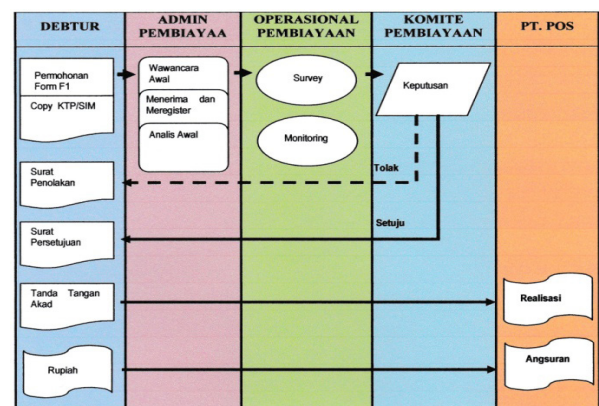 DEBTUR
ADMIN
PEMBIAYAA
OPERASIONAL
PEMBIAYAAN
KOMITE
PEMBIAYAAN
PT. POS
Permohonan
Form F1
Copy KTP/SIM
Wawancara
Awal
Menerima dan
Meregister
Analis Awal
Survey
Monitoring
Keputusan
Tolak
Surat
Penolakan
Setuju
Surat
Persetujuan
Tanda Tangan
Akad
Realisasi
Rupiah
Angsuran